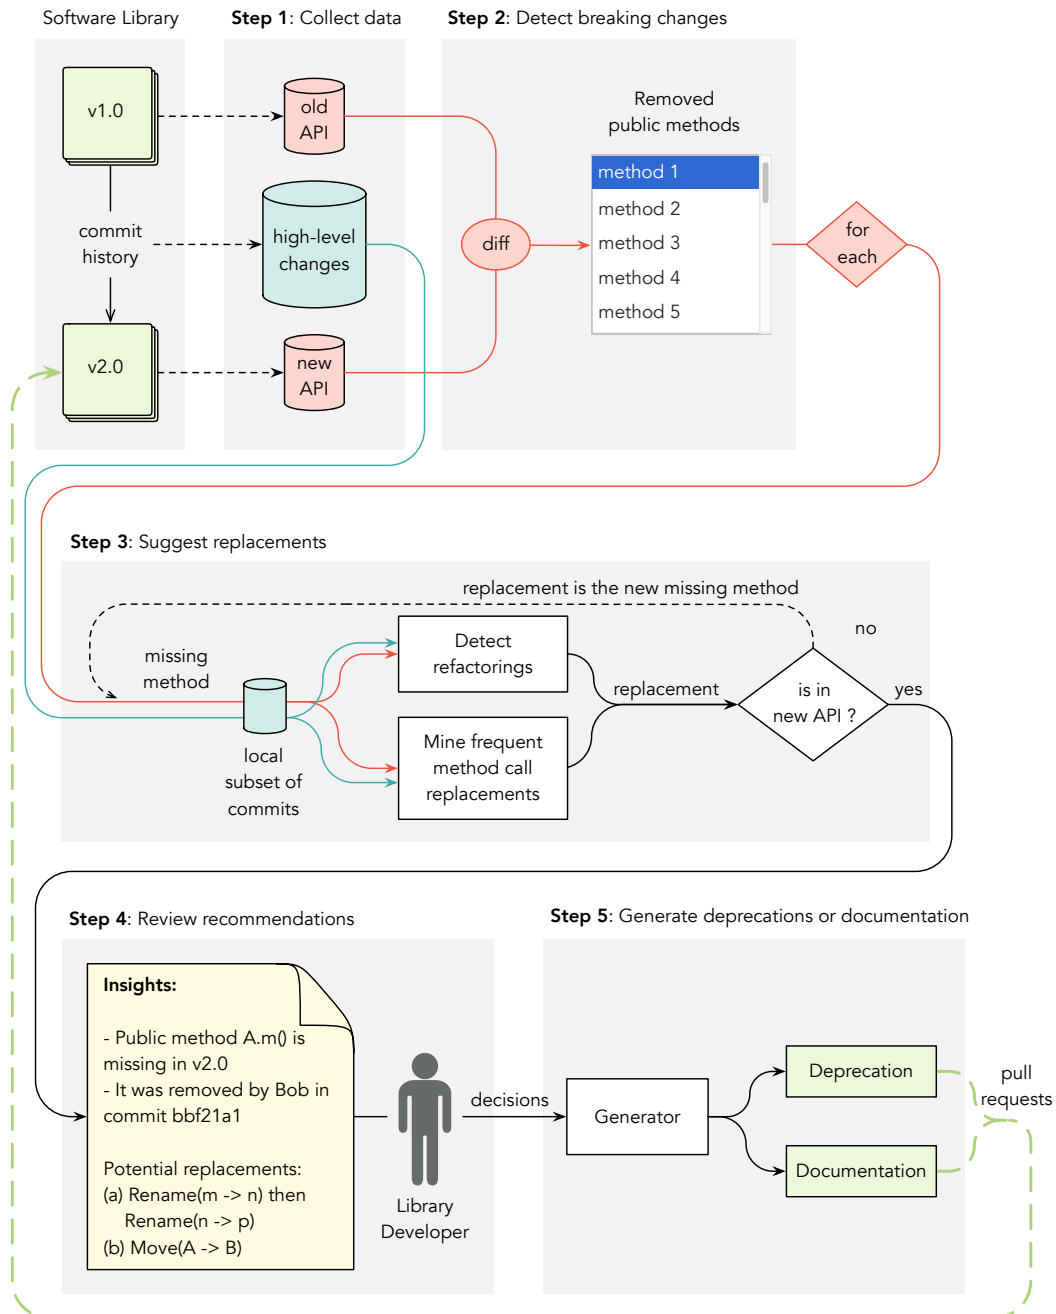 Software Library
Step 1: Collect data
Step 2: Detect breaking changes
v1.0
old
API
Removed
public methods
method 1
method 2
method 3
method 4
method 5
commit
history
high-level
changes
diff
for
each
v2.0
new
API
Step 3: Suggest replacements
replacement is the new missing method
no
missing
method
Detect
refactorings
replacement
is in
new API ?
yes
local
subset of
commits
Mine frequent
method call
replacements
Step 4: Review recommendations
Insights:
- Public method A.m() is
missing in v2.0
- It was removed by Bob in
commit bbf21a1
Potential replacements:
(a) Rename(m -> n) then
Rename(n -> p)
(b) Move(A -> B)
Library
Developer
decisions
Step 5: Generate deprecations or documentation
Generator
Deprecation
Documentation
pull
requests